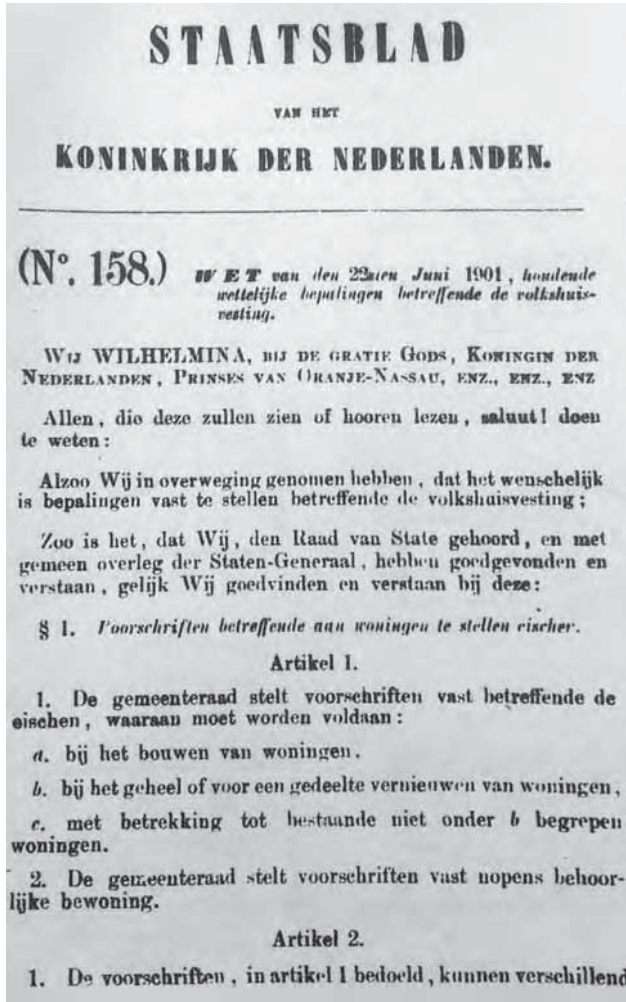 STAATSBLAD
VAN HET
KONINKRIJK DER NEDERLANDEN.
(No. 158.) WET van den 22sten Juni 1901, houdende
wettelijke bepalingen betreffende de volkshuis-
vesting.
WIJ WILHELMINA, BIJ DE GRATIE GODS, KONINGIN DER
NEDERLANDEN, PRINSES VAN ORANJE-NASSAU, ENZ., ENZ., ENZ
Allen, die deze zullen zien of hooren lezen, saluut! doen
te weten:
Alzoo Wij in overweging genomen hebben, dat het wenschelijk
is bepalingen vast te stellen betreffende de volkshuisvesting;
Zoo is het, dat Wij, den Raad van State gehoord, en met
gemeen overleg der Staten-Generaal, hebben goedgevonden en
verstaan, gelijk Wij goedvinden en verstaan bij deze:
§ 1. Voorschriften betreffende aan woningen te stellen eischer.
Artikel 1.
1. De gemeenteraad stelt voorschriften vast betreffende de
eischen, waaraan moet worden voldaan:
a. bij het bouwen van woningen.
b. bij het geheel of voor een gedeelte vernieuwen van woningen,
c. met betrekking tot bestaande niet onder b begrepen
woningen.
2. De gemeenteraad stelt voorschriften vast nopens behoor-
lijke bewoning.
Artikel 2.
1. De voorschriften, in artikel 1 bedoeld, kunnen verschillend